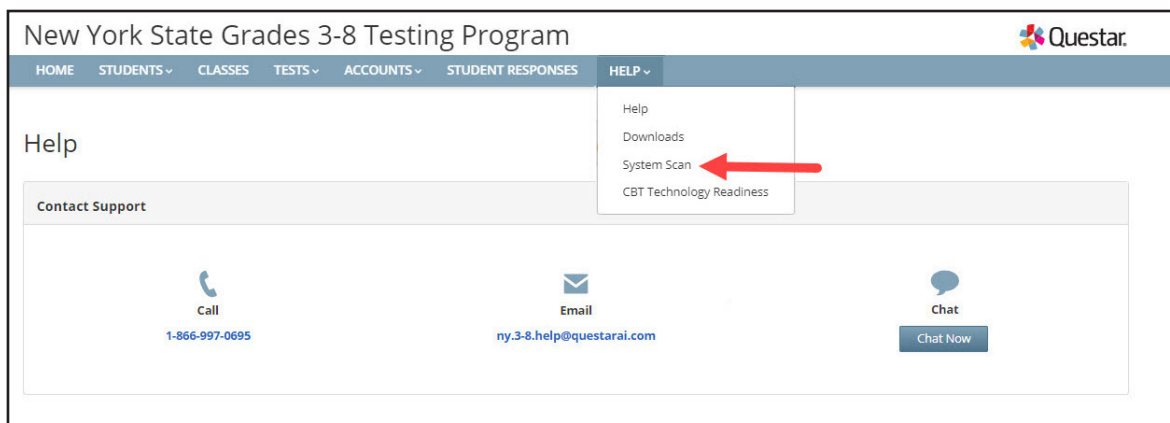 New York State Grades 3-8 Testing Program
Questar.
HOME STUDENTS CLASSES TESTS ACCOUNTS STUDENT RESPONSES HELP
Help
Downloads
System Scan
CBT Technology Readiness
Help
Contact Support
Call
1-866-997-0695
Email
ny.3-8.help@questarai.com
Chat
Chat Now